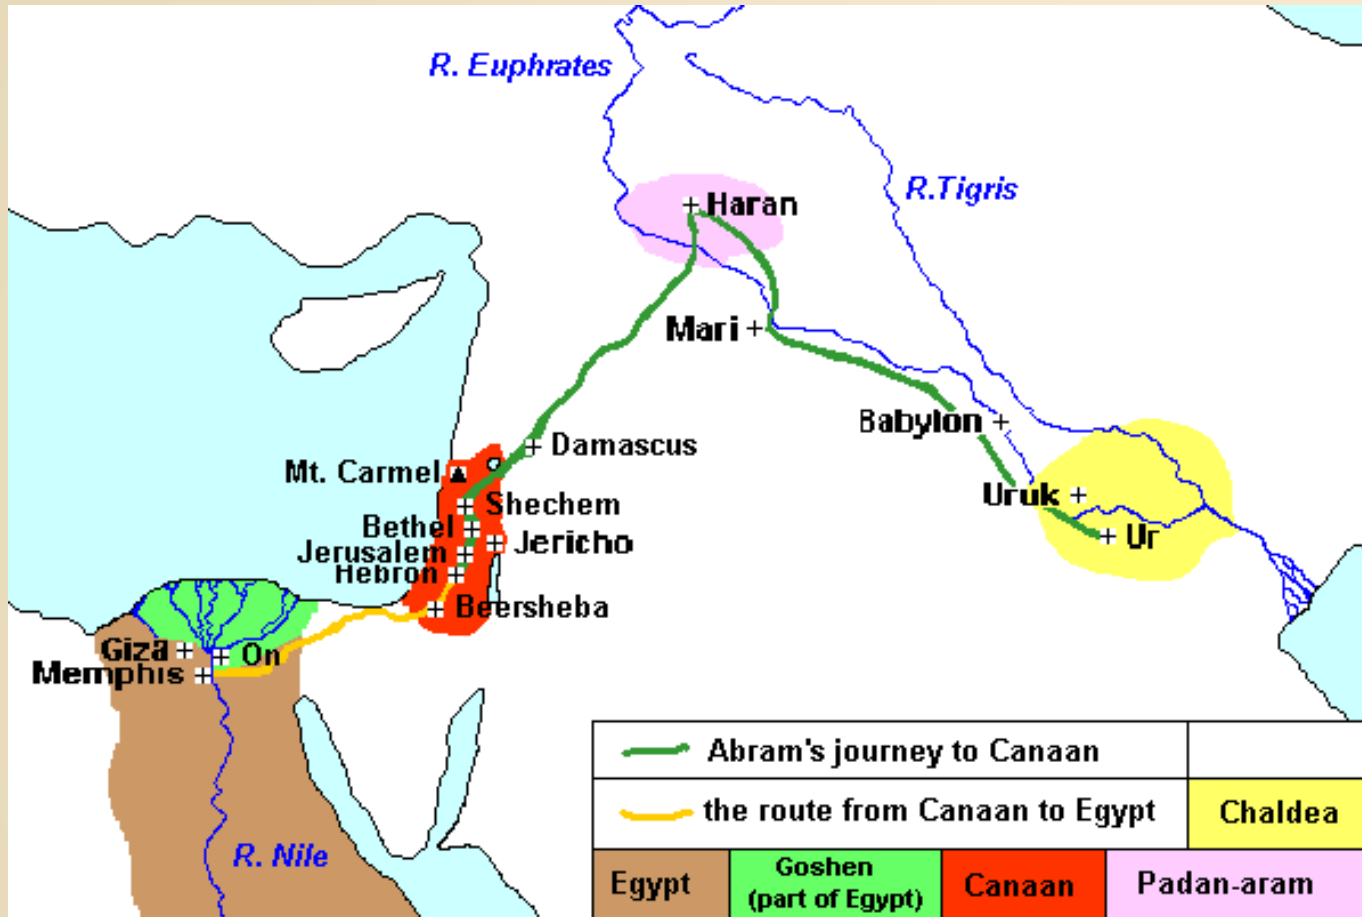 R. Euphrates
R.Tigris
Haran
Mari
Babylon
Damascus
Mt. Carmel
Uruk
Shechem
Bethel
Ur
Jericho
Jerusalem
Hebron
Beersheba
Giza
On
Memphis
R. Nile
Abram's journey to Canaan
the route from Canaan to Egypt
Chaldea
Egypt
Goshen
(part of Egypt)
Canaan
Padan-aram